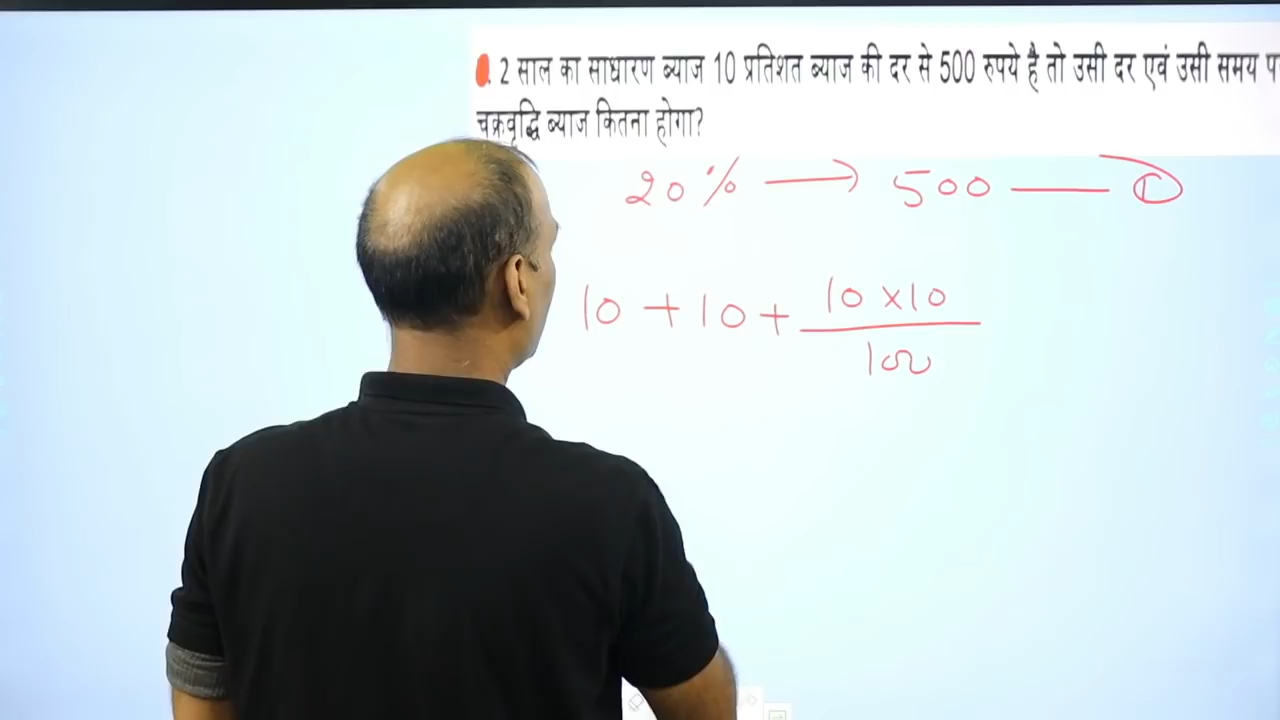 2 साल का साधारण ब्याज 10 प्रतिशत ब्याज की दर से 500 रुपये है तो उसी दर एवं उसी समय
चक्रवृद्धि ब्याज कितना होगा?
20% → 500 — ①
10 + 10 + 10 x 10
100